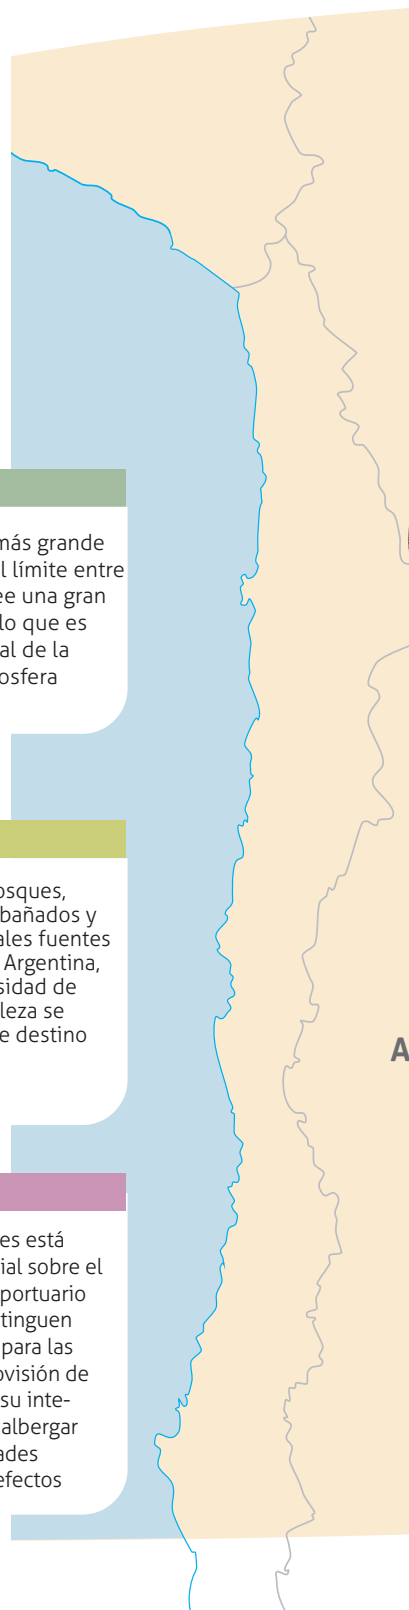 más grande
l límite entre
ee una gran
lo que es
al de la
osfera
osques,
bañados y
ales fuentes
Argentina,
sidad de
leza se
e destino
A
es está
ial sobre el
portuario
tinguen
para las
ovisión de
su inte-
albergar
ades
efectos